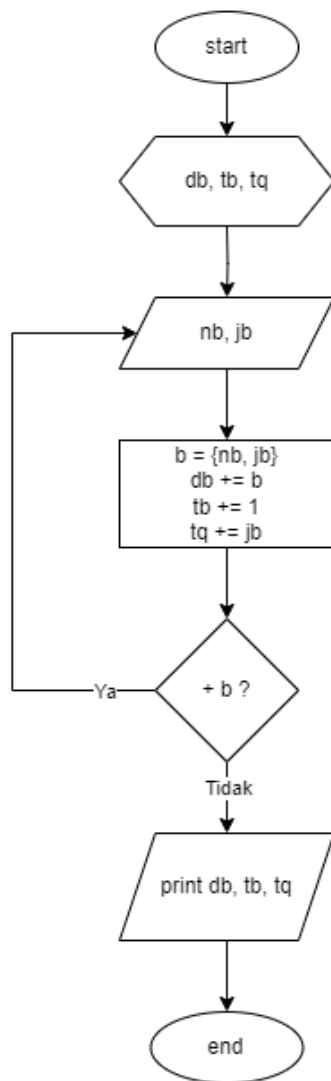 start
db, tb, tq
nb, jb
b = {nb, jb}
db += b
tb += 1
tq += jb
+ b ?
Ya
Tidak
print db, tb, tq
end